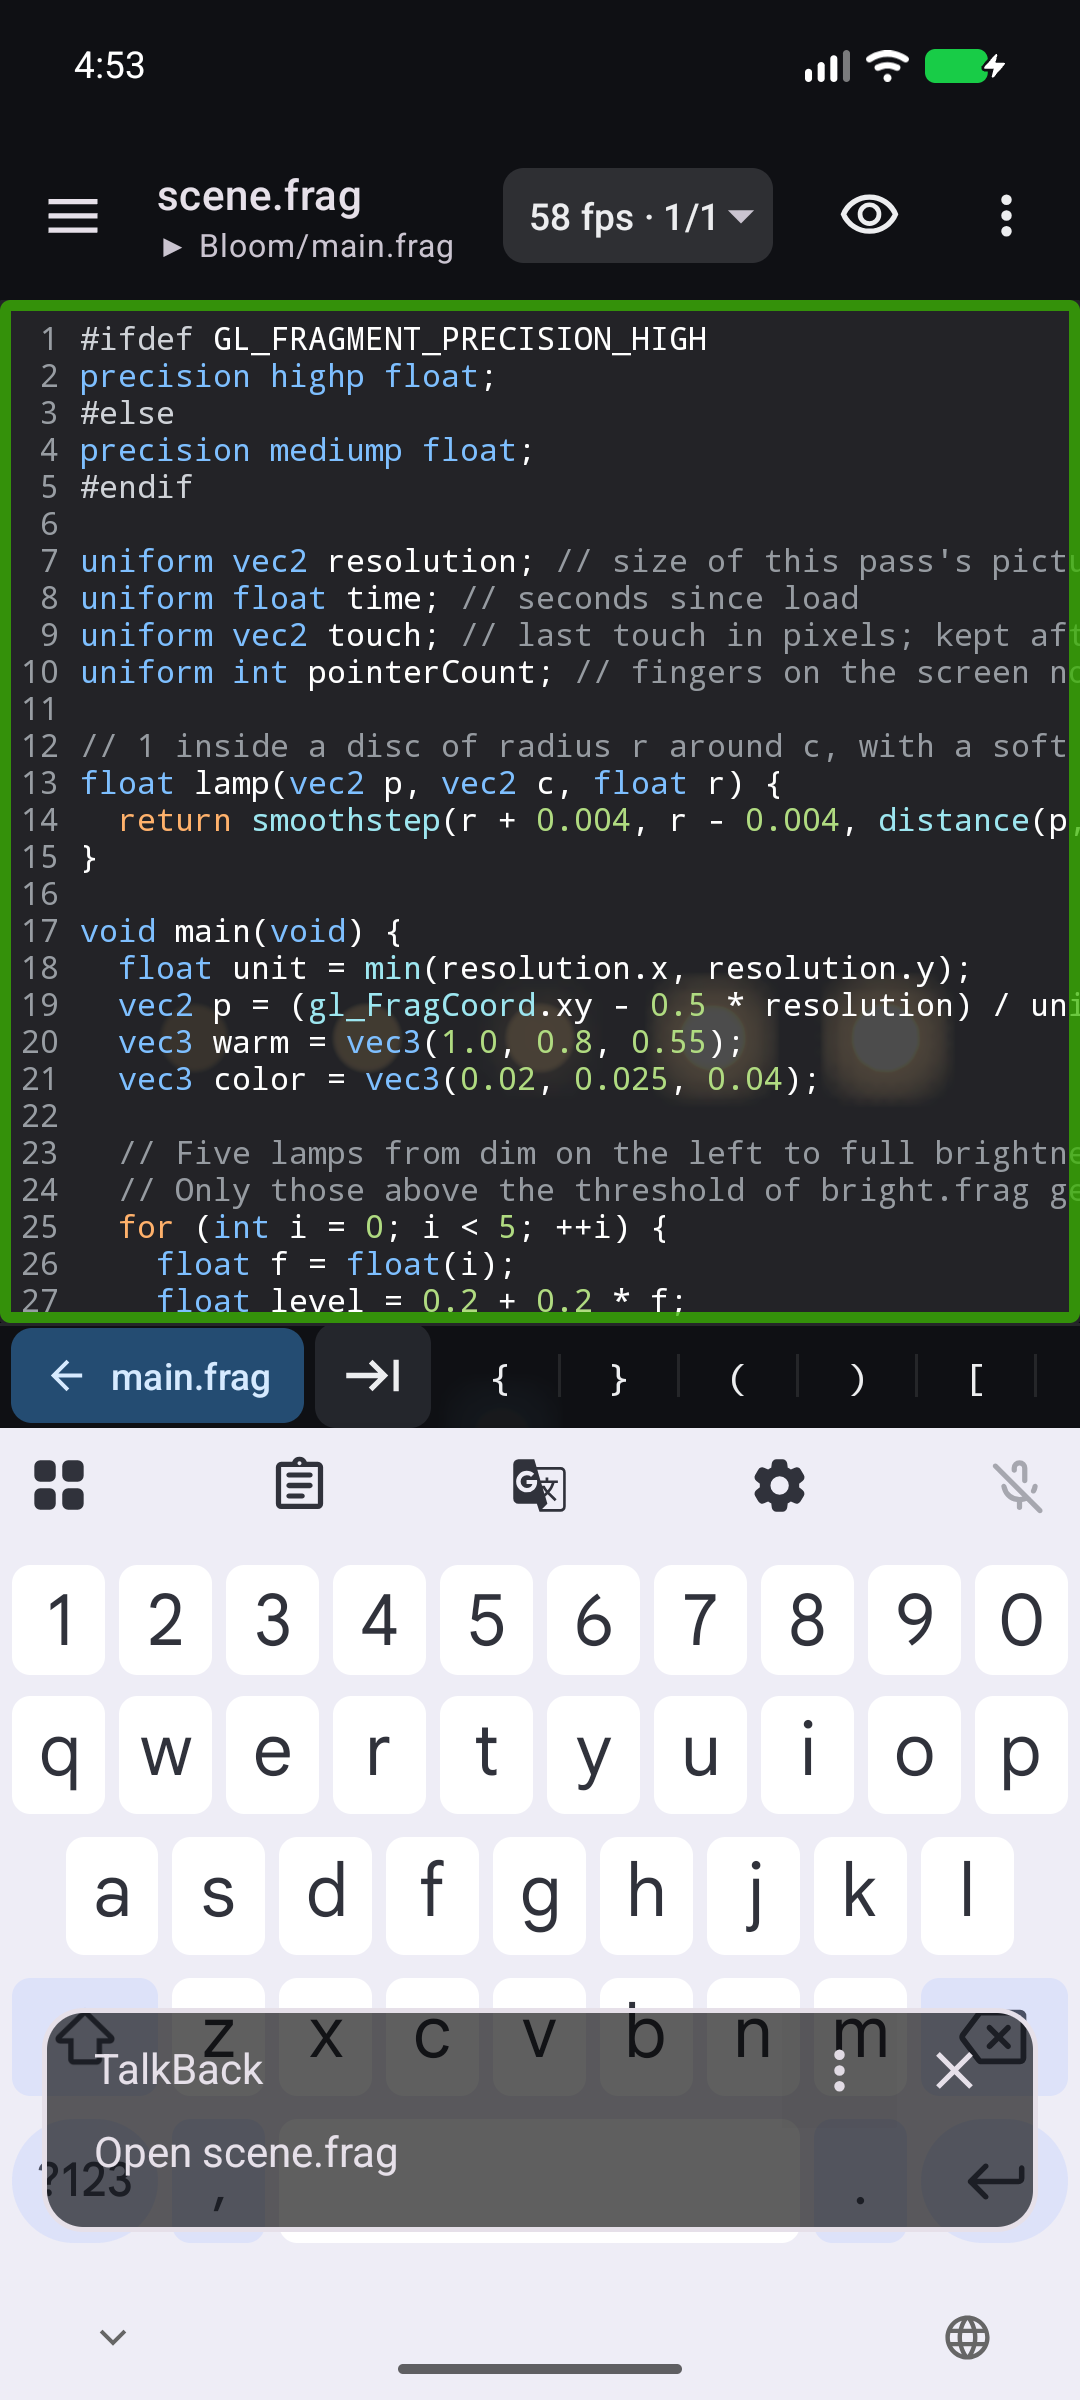 4:53
scene.frag
58 fps · 1/1
► Bloom/main.frag
1 #ifdef GL_FRAGMENT_PRECISION_HIGH
2 precision highp float;
3 #else
4 precision mediump float;
5 #endif
6
7 uniform vec2 resolution; // size of this pass's pictu
8 uniform float time; // seconds since load
9 uniform vec2 touch; // last touch in pixels; kept aft
10 uniform int pointerCount; // fingers on the screen no
11
12 // 1 inside a disc of radius r around c, with a soft
13 float lamp(vec2 p, vec2 c, float r) {
14   return smoothstep(r + 0.004, r - 0.004, distance(p,
15 }
16
17 void main(void) {
18   float unit = min(resolution.x, resolution.y);
19   vec2 p = (gl_FragCoord.xy - 0.5 * resolution) / uni
20   vec3 warm = vec3(1.0, 0.8, 0.55);
21   vec3 color = vec3(0.02, 0.025, 0.04);
22
23   // Five lamps from dim on the left to full brightne
24   // Only those above the threshold of bright.frag ge
25   for (int i = 0; i < 5; ++i) {
26     float f = float(i);
27     float level = 0.2 + 0.2 * f;
← main.frag { } ( ) [
1 2 3 4 5 6 7 8 9 0
q w e r t y u i o p
a s d f g h j k l
z x c v b n m
TalkBack
Open scene.frag
?123 , .